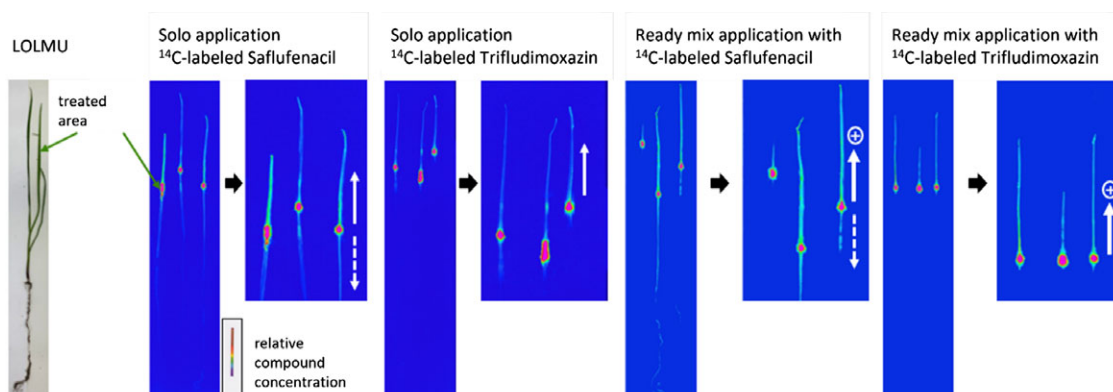 LOLMU
treated
area
Solo application
¹⁴C-labeled Saflufenacil
Solo application
¹⁴C-labeled Trifludimoxazin
Ready mix application with
¹⁴C-labeled Saflufenacil
Ready mix application with
¹⁴C-labeled Trifludimoxazin
relative
compound
concentration